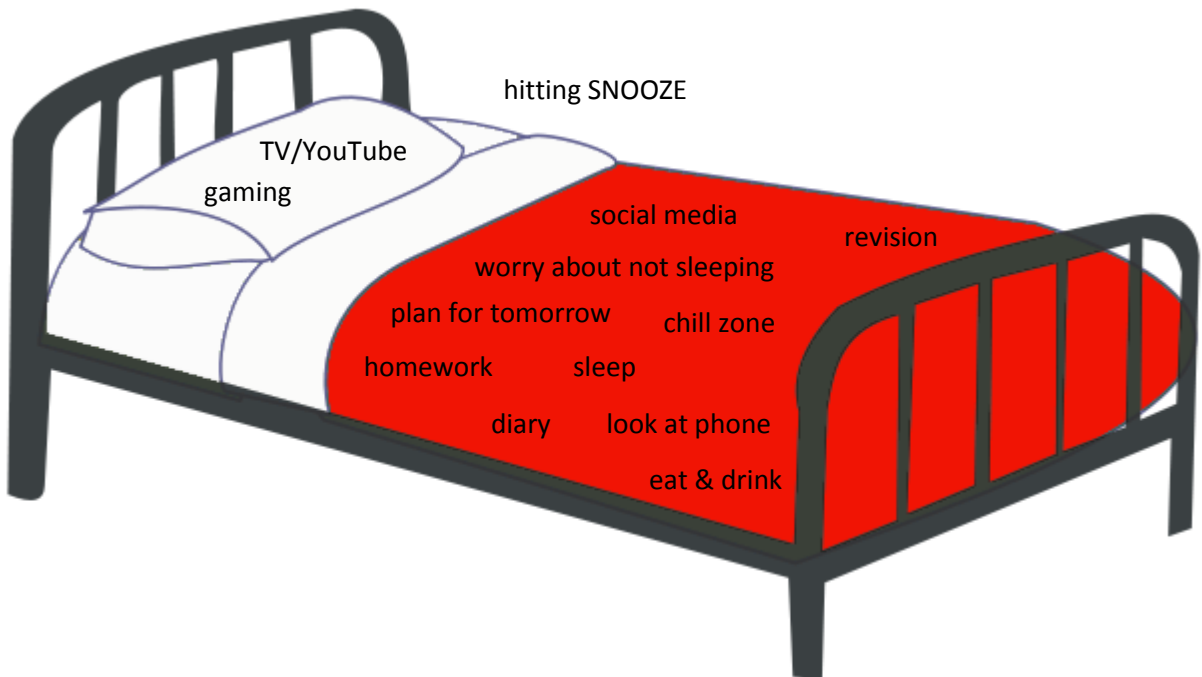 hitting SNOOZE
TV/YouTube
gaming
social media
revision
worry about not sleeping
plan for tomorrow
chill zone
homework
sleep
diary
look at phone
eat & drink